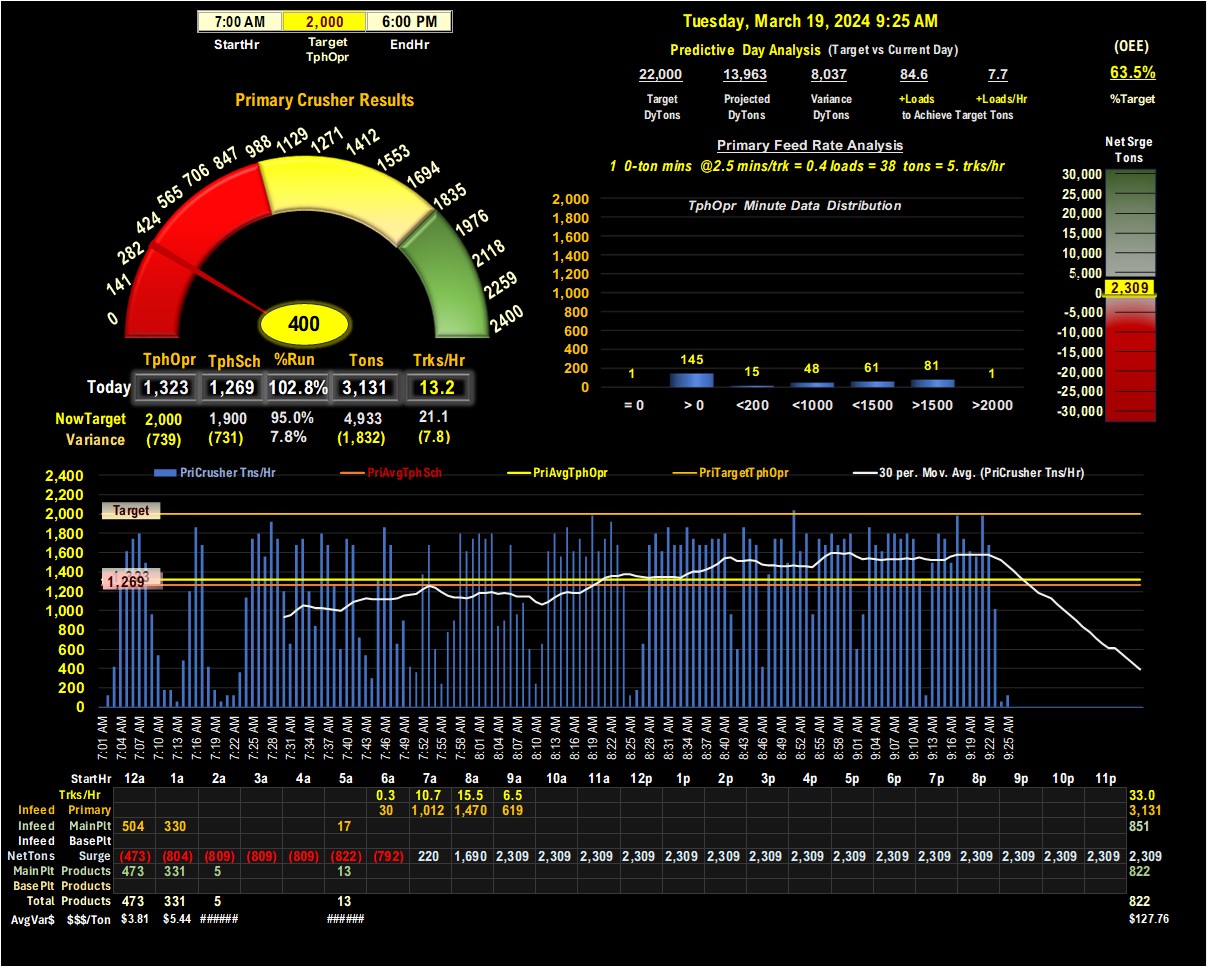 7:00 AM 2,000 6:00 PM
StartHr Target TphOpr EndHr
Tuesday, March 19, 2024 9:25 AM
Predictive Day Analysis (Target vs Current Day)
22,000 13,963 8,037 84.6 7.7
Target DyTons Projected DyTons Variance DyTons +Loads +Loads/Hr
to Achieve Target Tons
(OEE)
63.5%
%Target
Primary Crusher Results
0 141 282 424 565 706 847 988 1129 1271 1412 1553 1694 1835 1976 2118 2259 2400
400
TphOpr TphSch %Run Tons Trks/Hr
Today 1,323 1,269 102.8% 3,131 13.2
NowTarget 2,000 1,900 95.0% 4,933 21.1
Variance (739) (731) 7.8% (1,832) (7.8)
Primary Feed Rate Analysis
1 0-ton mins @2.5 mins/trk = 0.4 loads = 38 tons = 5. trks/hr
TphOpr Minute Data Distribution
2,000
1,800
1,600
1,400
1,200
1,000
800
600
400
200
0
1 145 15 48 61 81 1
= 0 > 0 <200 <1000 <1500 >1500 >2000
Net Srge Tons
30,000
25,000
20,000
15,000
10,000
5,000
0
2,309
-5,000
-10,000
-15,000
-20,000
-25,000
-30,000
PriCrusher Tns/Hr PriAvgTphSch PriAvgTphOpr PriTargetTphOpr 30 per. Mov. Avg. (PriCrusher Tns/Hr)
2,400
2,200
2,000
1,800
1,600
1,400
1,200
1,000
800
600
400
200
0
Target
1,269
7:01 AM 7:04 AM 7:07 AM 7:10 AM 7:13 AM 7:16 AM 7:19 AM 7:22 AM 7:25 AM 7:28 AM 7:31 AM 7:34 AM 7:37 AM 7:40 AM 7:43 AM 7:46 AM 7:49 AM 7:52 AM 7:55 AM 7:58 AM 8:01 AM 8:04 AM 8:07 AM 8:10 AM 8:13 AM 8:16 AM 8:19 AM 8:22 AM 8:25 AM 8:28 AM 8:31 AM 8:34 AM 8:37 AM 8:40 AM 8:43 AM 8:46 AM 8:49 AM 8:52 AM 8:55 AM 8:58 AM 9:01 AM 9:04 AM 9:07 AM 9:10 AM 9:13 AM 9:16 AM 9:19 AM 9:22 AM 9:25 AM
StartHr 12a 1a 2a 3a 4a 5a 6a 7a 8a 9a 10a 11a 12p 1p 2p 3p 4p 5p 6p 7p 8p 9p 10p 11p
Trks/Hr 0.3 10.7 15.5 6.5 33.0
Infeed Primary 30 1,012 1,470 619 3,131
Infeed MainPlt 504 330 17 851
Infeed BasePlt
NetTons Surge (473) (804) (809) (809) (809) (822) (792) 220 1,690 2,309 2,309 2,309 2,309 2,309 2,309 2,309 2,309 2,309 2,309 2,309 2,309 2,309 2,309 2,309 2,309
MainPlt Products 473 331 5 13 822
BasePlt Products
Total Products 473 331 5 13 822
AvgVar$ $$$/Ton $3.81 $5.44 ###### ###### $127.76